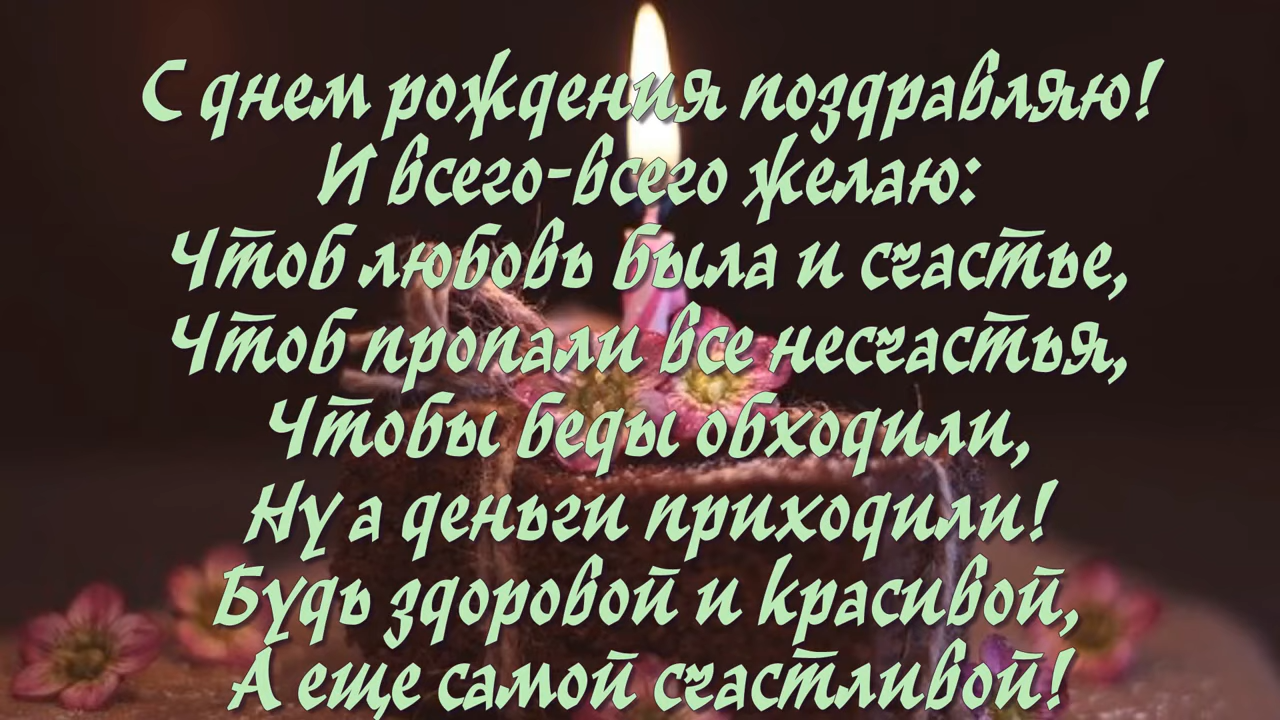 С днем рождения поздравляю!
И всего-всего желаю:
Чтоб любовь была и счастье,
Чтоб пропали все несчастья,
Чтобы беды обходили,
Ну а деньги приходили!
Будь здоровой и красивой,
А еще самой счастливой!